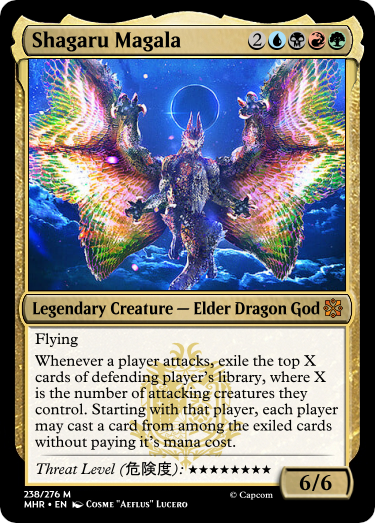 Shagaru Magala 2
Legendary Creature — Elder Dragon God
Flying
Whenever a player attacks, exile the top X
cards of defending player's library, where X
is the number of attacking creatures they
control. Starting with that player, each player
may cast a card from among the exiled cards
without paying it's mana cost.
Threat Level (危険度): ★★★★★★★★
6/6
238/276 M
MHR • EN Cosme "Aeflus" Lucero
© Capcom